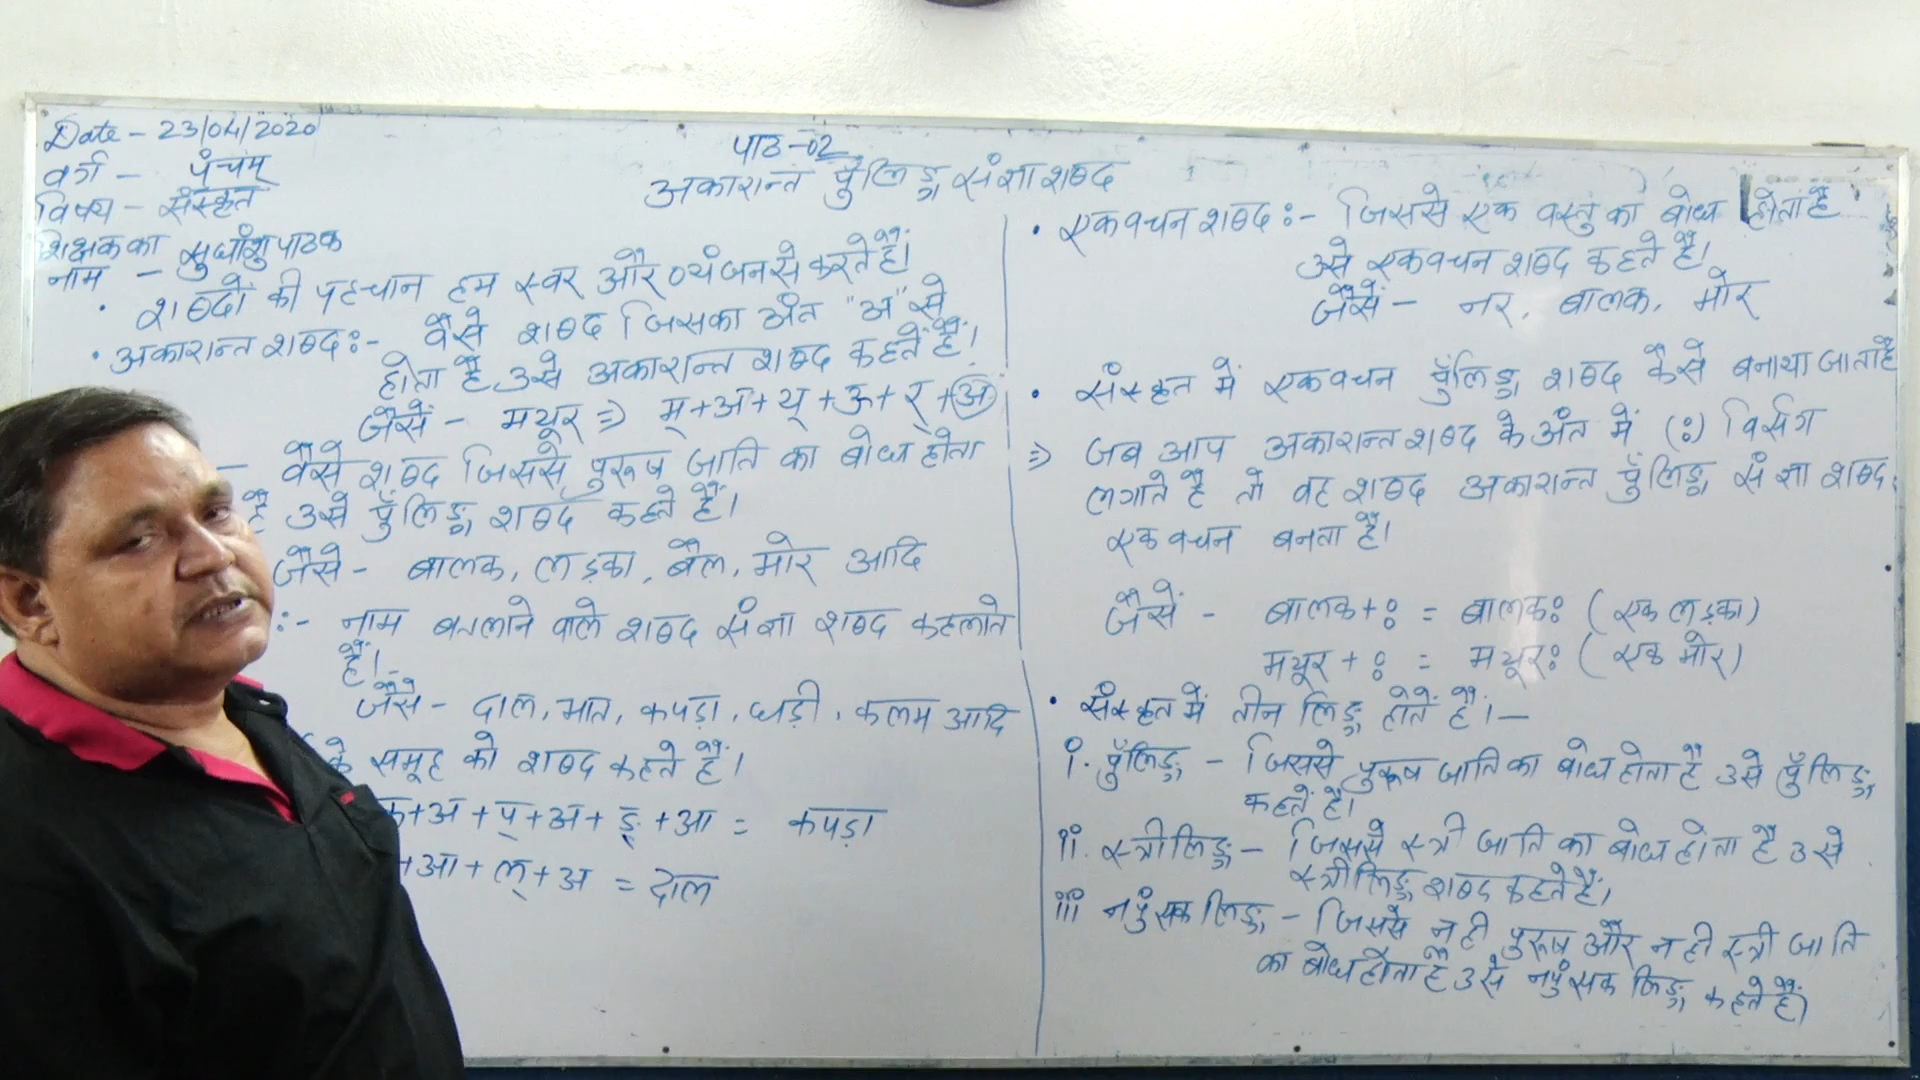 Date - 23/04/2020
वर्ग - पंचम्
विषय - संस्कृत
शिक्षक का
नाम - सुधांशु पाठक
पाठ-02
अकारान्त पुँलिङ्ग संज्ञा शब्द
• शब्दों की पहचान हम स्वर और व्यंजन से करते हैं।
• अकारान्त शब्द :- वैसे शब्द जिसका अंत "अ" से
होता है उसे अकारान्त शब्द कहते हैं।
जैसे - मयूर ⇒ म्+अ+य्+ऊ+र्+अ
- वैसे शब्द जिससे पुरूष जाति का बोध होता
है उसे पुँलिङ्ग शब्द कहते हैं।
जैसे - बालक, लड़का, बैल, मोर आदि
:- नाम बतलाने वाले शब्द संज्ञा शब्द कहलाते
हैं। -
जैसे - दाल, भात, कपड़ा, घड़ी, कलम आदि
के समूह को शब्द कहते हैं।
क+अ+प्+अ+ड़्+आ = कपड़ा
+आ+ल्+अ = दाल
• एकवचन शब्द :- जिससे एक वस्तु का बोध होता है
उसे एकवचन शब्द कहते हैं।
जैसे - नर, बालक, मोर
• संस्कृत में एकवचन पुँलिङ्ग शब्द कैसे बनाया जाता है
⇒ जब आप अकारान्त शब्द के अंत में (:) विर्सग
लगाते हैं तो वह शब्द अकारान्त पुँलिङ्ग संज्ञा शब्द,
एकवचन बनता है।
जैसे - बालक+ः = बालकः (एक लड़का)
मयूर+ः = मयूरः (एक मोर)
• संस्कृत में तीन लिङ्ग होते हैं। -
i. पुँलिङ्ग - जिससे पुरूष जाति का बोध होता है उसे पुँलिङ्ग
कहते हैं।
ii. स्त्रीलिङ्ग - जिससे स्त्री जाति का बोध होता है उसे
स्त्रीलिङ्ग शब्द कहते हैं।
iii नपुंसक लिङ्ग - जिससे न ही पुरूष और न ही स्त्री जाति
का बोध होता है उसे नपुंसक लिङ्ग कहते हैं।